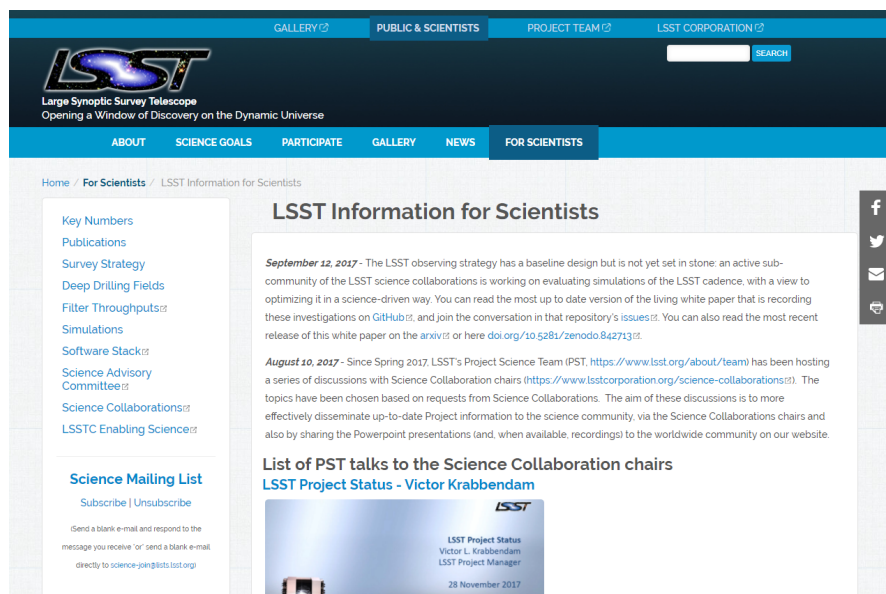 GALLERY
PUBLIC & SCIENTISTS
PROJECT TEAM
LSST CORPORATION
SEARCH
LSST
Large Synoptic Survey Telescope
Opening a Window of Discovery on the Dynamic Universe
ABOUT
SCIENCE GOALS
PARTICIPATE
GALLERY
NEWS
FOR SCIENTISTS
Home / For Scientists / LSST Information for Scientists
Key Numbers
Publications
Survey Strategy
Deep Drilling Fields
Filter Throughputs
Simulations
Software Stack
Science Advisory
Committee
Science Collaborations
LSSTC Enabling Science
Science Mailing List
Subscribe | Unsubscribe
(Send a blank e-mail and respond to the
message you receive *or* send a blank e-mail
directly to science-join@lists.lsst.org)
LSST Information for Scientists
September 12, 2017 - The LSST observing strategy has a baseline design but is not yet set in stone: an active sub-
community of the LSST science collaborations is working on evaluating simulations of the LSST cadence, with a view to
optimizing it in a science-driven way. You can read the most up to date version of the living white paper that is recording
these investigations on GitHub, and join the conversation in that repository's issues. You can also read the most recent
release of this white paper on the arxiv or here doi.org/10.5281/zenodo.842713.
August 10, 2017 - Since Spring 2017, LSST's Project Science Team (PST, https://www.lsst.org/about/team) has been hosting
a series of discussions with Science Collaboration chairs (https://www.lsstcorporation.org/science-collaborations). The
topics have been chosen based on requests from Science Collaborations. The aim of these discussions is to more
effectively disseminate up-to-date Project information to the science community, via the Science Collaborations chairs and
also by sharing the Powerpoint presentations (and, when available, recordings) to the worldwide community on our website.
List of PST talks to the Science Collaboration chairs
LSST Project Status - Victor Krabbendam
LSST
LSST Project Status
Victor L. Krabbendam
LSST Project Manager
28 November 2017